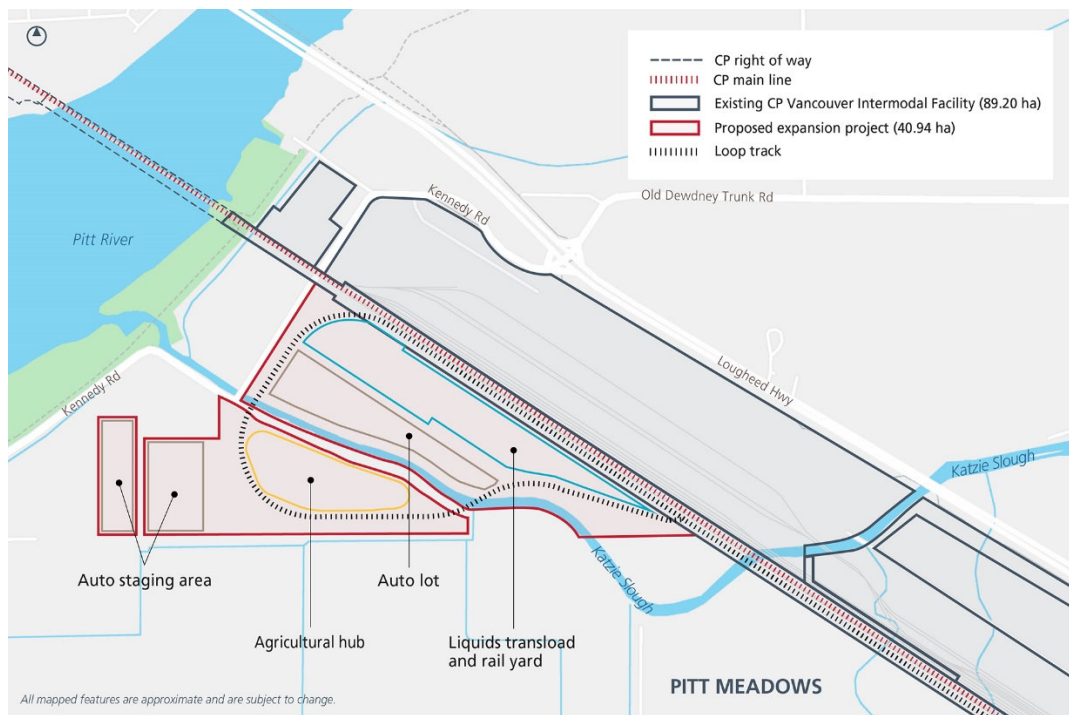 CP right of way
CP main line
Existing CP Vancouver Intermodal Facility (89.20 ha)
Proposed expansion project (40.94 ha)
Loop track
Kennedy Rd
Old Dewdney Trunk Rd
Pitt River
Lougheed Hwy
Kennedy Rd
Katzie Slough
Katzie Slough
Auto staging area
Auto lot
Agricultural hub
Liquids transload
and rail yard
PITT MEADOWS
All mapped features are approximate and are subject to change.